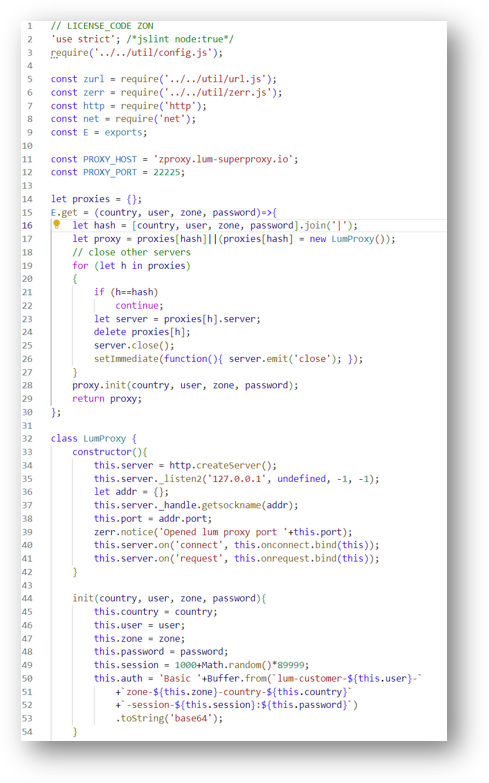 1 // LICENSE_CODE ZON
2 'use strict'; /*jslint node:true*/
3 require('../../util/config.js');
4
5 const zurl = require('../../util/url.js');
6 const zerr = require('../../util/zerr.js');
7 const http = require('http');
8 const net = require('net');
9 const E = exports;
10
11 const PROXY_HOST = 'zproxy.lum-superproxy.io';
12 const PROXY_PORT = 22225;
13
14 let proxies = {};
15 E.get = (country, user, zone, password)=>{
16 let hash = [country, user, zone, password].join('|');
17 let proxy = proxies[hash]||(proxies[hash] = new LumProxy());
18 // close other servers
19 for (let h in proxies)
20 {
21 if (h==hash)
22 continue;
23 let server = proxies[h].server;
24 delete proxies[h];
25 server.close();
26 setImmediate(function(){ server.emit('close'); });
27 }
28 proxy.init(country, user, zone, password);
29 return proxy;
30 };
31
32 class LumProxy {
33 constructor(){
34 this.server = http.createServer();
35 this.server._listen2('127.0.0.1', undefined, -1, -1);
36 let addr = {};
37 this.server._handle.getsockname(addr);
38 this.port = addr.port;
39 zerr.notice('Opened lum proxy port '+this.port);
40 this.server.on('connect', this.onconnect.bind(this));
41 this.server.on('request', this.onrequest.bind(this));
42 }
43
44 init(country, user, zone, password){
45 this.country = country;
46 this.user = user;
47 this.zone = zone;
48 this.password = password;
49 this.session = 1000+Math.random()*89999;
50 this.auth = 'Basic '+Buffer.from(`lum-customer-${this.user}-`
51 +`zone-${this.zone}-country-${this.country}`
52 +`-session-${this.session}:${this.password}`)
53 .toString('base64');
54 }